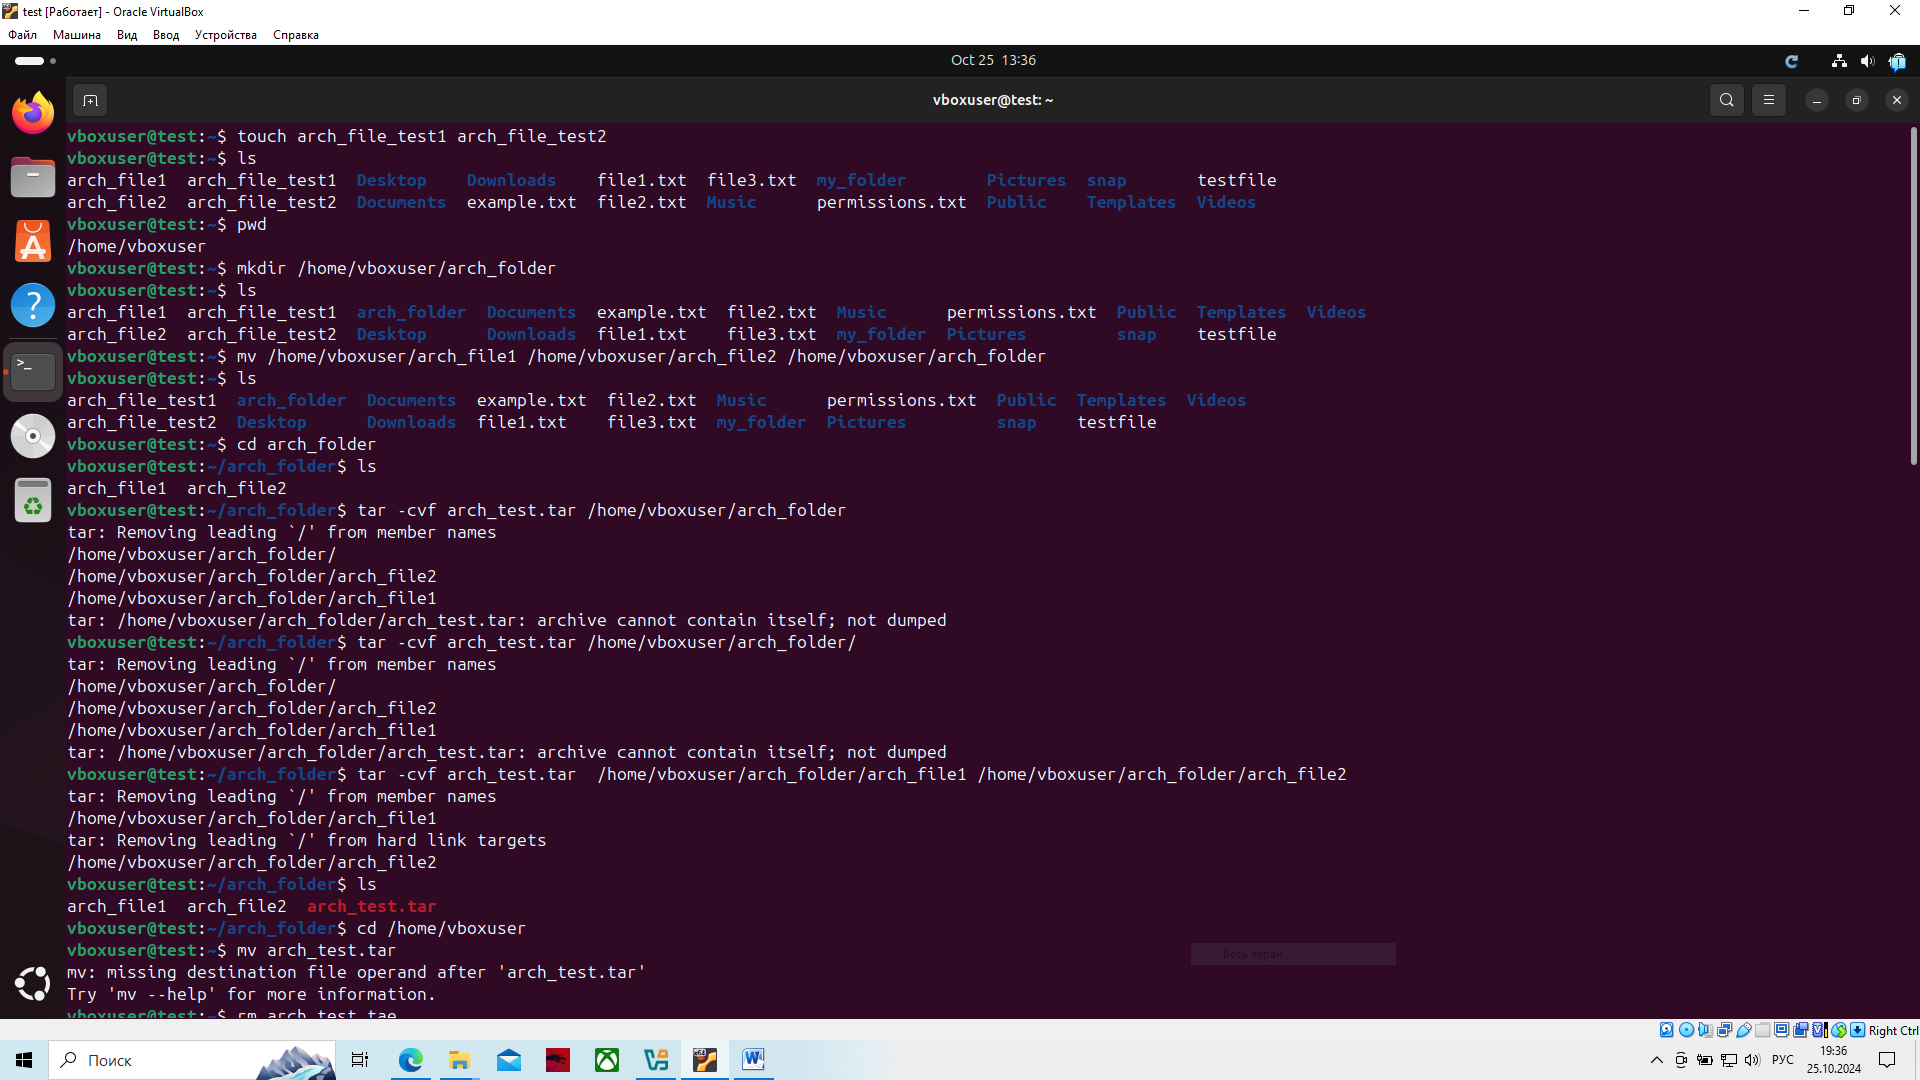 test [Работает] - Oracle VirtualBox
Файл Машина Вид Ввод Устройства Справка
Oct 25 13:36
vboxuser@test: ~
vboxuser@test:~$ touch arch_file_test1 arch_file_test2
vboxuser@test:~$ ls
arch_file1 arch_file_test1 Desktop Downloads file1.txt file3.txt my_folder Pictures snap testfile
arch_file2 arch_file_test2 Documents example.txt file2.txt Music permissions.txt Public Templates Videos
vboxuser@test:~$ pwd
/home/vboxuser
vboxuser@test:~$ mkdir /home/vboxuser/arch_folder
vboxuser@test:~$ ls
arch_file1 arch_file_test1 arch_folder Documents example.txt file2.txt Music permissions.txt Public Templates Videos
arch_file2 arch_file_test2 Desktop Downloads file1.txt file3.txt my_folder Pictures snap testfile
vboxuser@test:~$ mv /home/vboxuser/arch_file1 /home/vboxuser/arch_file2 /home/vboxuser/arch_folder
vboxuser@test:~$ ls
arch_file_test1 arch_folder Documents example.txt file2.txt Music permissions.txt Public Templates Videos
arch_file_test2 Desktop Downloads file1.txt file3.txt my_folder Pictures snap testfile
vboxuser@test:~$ cd arch_folder
vboxuser@test:~/arch_folder$ ls
arch_file1 arch_file2
vboxuser@test:~/arch_folder$ tar -cvf arch_test.tar /home/vboxuser/arch_folder
tar: Removing leading `/' from member names
/home/vboxuser/arch_folder/
/home/vboxuser/arch_folder/arch_file2
/home/vboxuser/arch_folder/arch_file1
tar: /home/vboxuser/arch_folder/arch_test.tar: archive cannot contain itself; not dumped
vboxuser@test:~/arch_folder$ tar -cvf arch_test.tar /home/vboxuser/arch_folder/
tar: Removing leading `/' from member names
/home/vboxuser/arch_folder/
/home/vboxuser/arch_folder/arch_file2
/home/vboxuser/arch_folder/arch_file1
tar: /home/vboxuser/arch_folder/arch_test.tar: archive cannot contain itself; not dumped
vboxuser@test:~/arch_folder$ tar -cvf arch_test.tar  /home/vboxuser/arch_folder/arch_file1 /home/vboxuser/arch_folder/arch_file2
tar: Removing leading `/' from member names
/home/vboxuser/arch_folder/arch_file1
tar: Removing leading `/' from hard link targets
/home/vboxuser/arch_folder/arch_file2
vboxuser@test:~/arch_folder$ ls
arch_file1 arch_file2 arch_test.tar
vboxuser@test:~/arch_folder$ cd /home/vboxuser
vboxuser@test:~$ mv arch_test.tar
Весь экран
mv: missing destination file operand after 'arch_test.tar'
Try 'mv --help' for more information.
vboxuser@test:~$ rm arch_test.tae
Right Ctrl
Поиск
РУС
19:36
25.10.2024